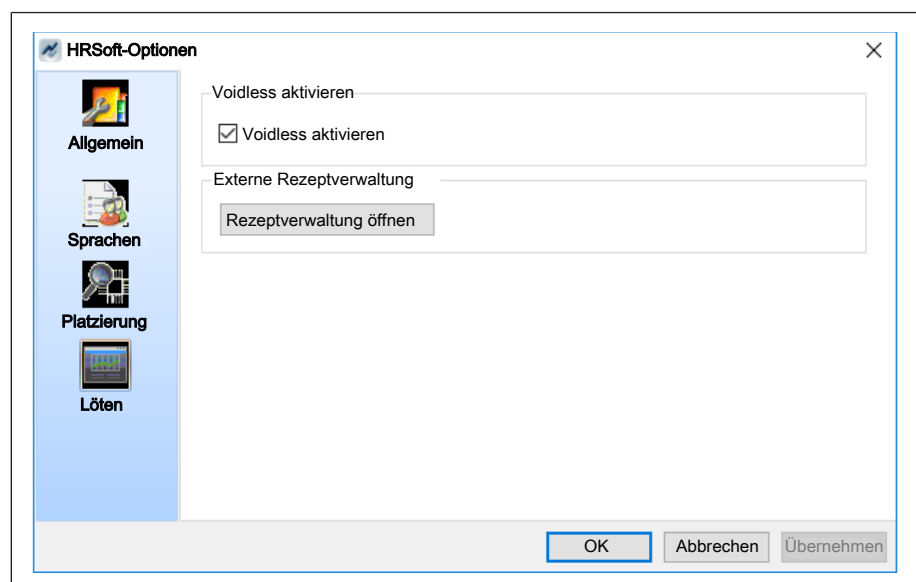 HRSoft-Optionen
Allgemein
Sprachen
Platzierung
Löten
Voidless aktivieren
Voidless aktivieren
Externe Rezeptverwaltung
Rezeptverwaltung öffnen
OK
Abbrechen
Übernehmen